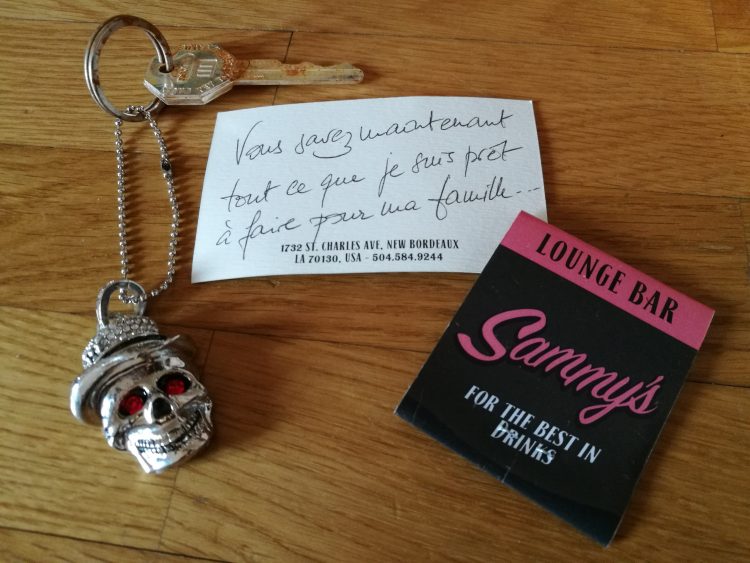 Vous savez maintenant
tout ce que je suis prêt
à faire pour ma famille...
1732 ST. CHARLES AVE, NEW BORDEAUX
LA 70130, USA - 504.584.9244
LOUNGE BAR
Sammy's
FOR THE BEST IN
DRINKS